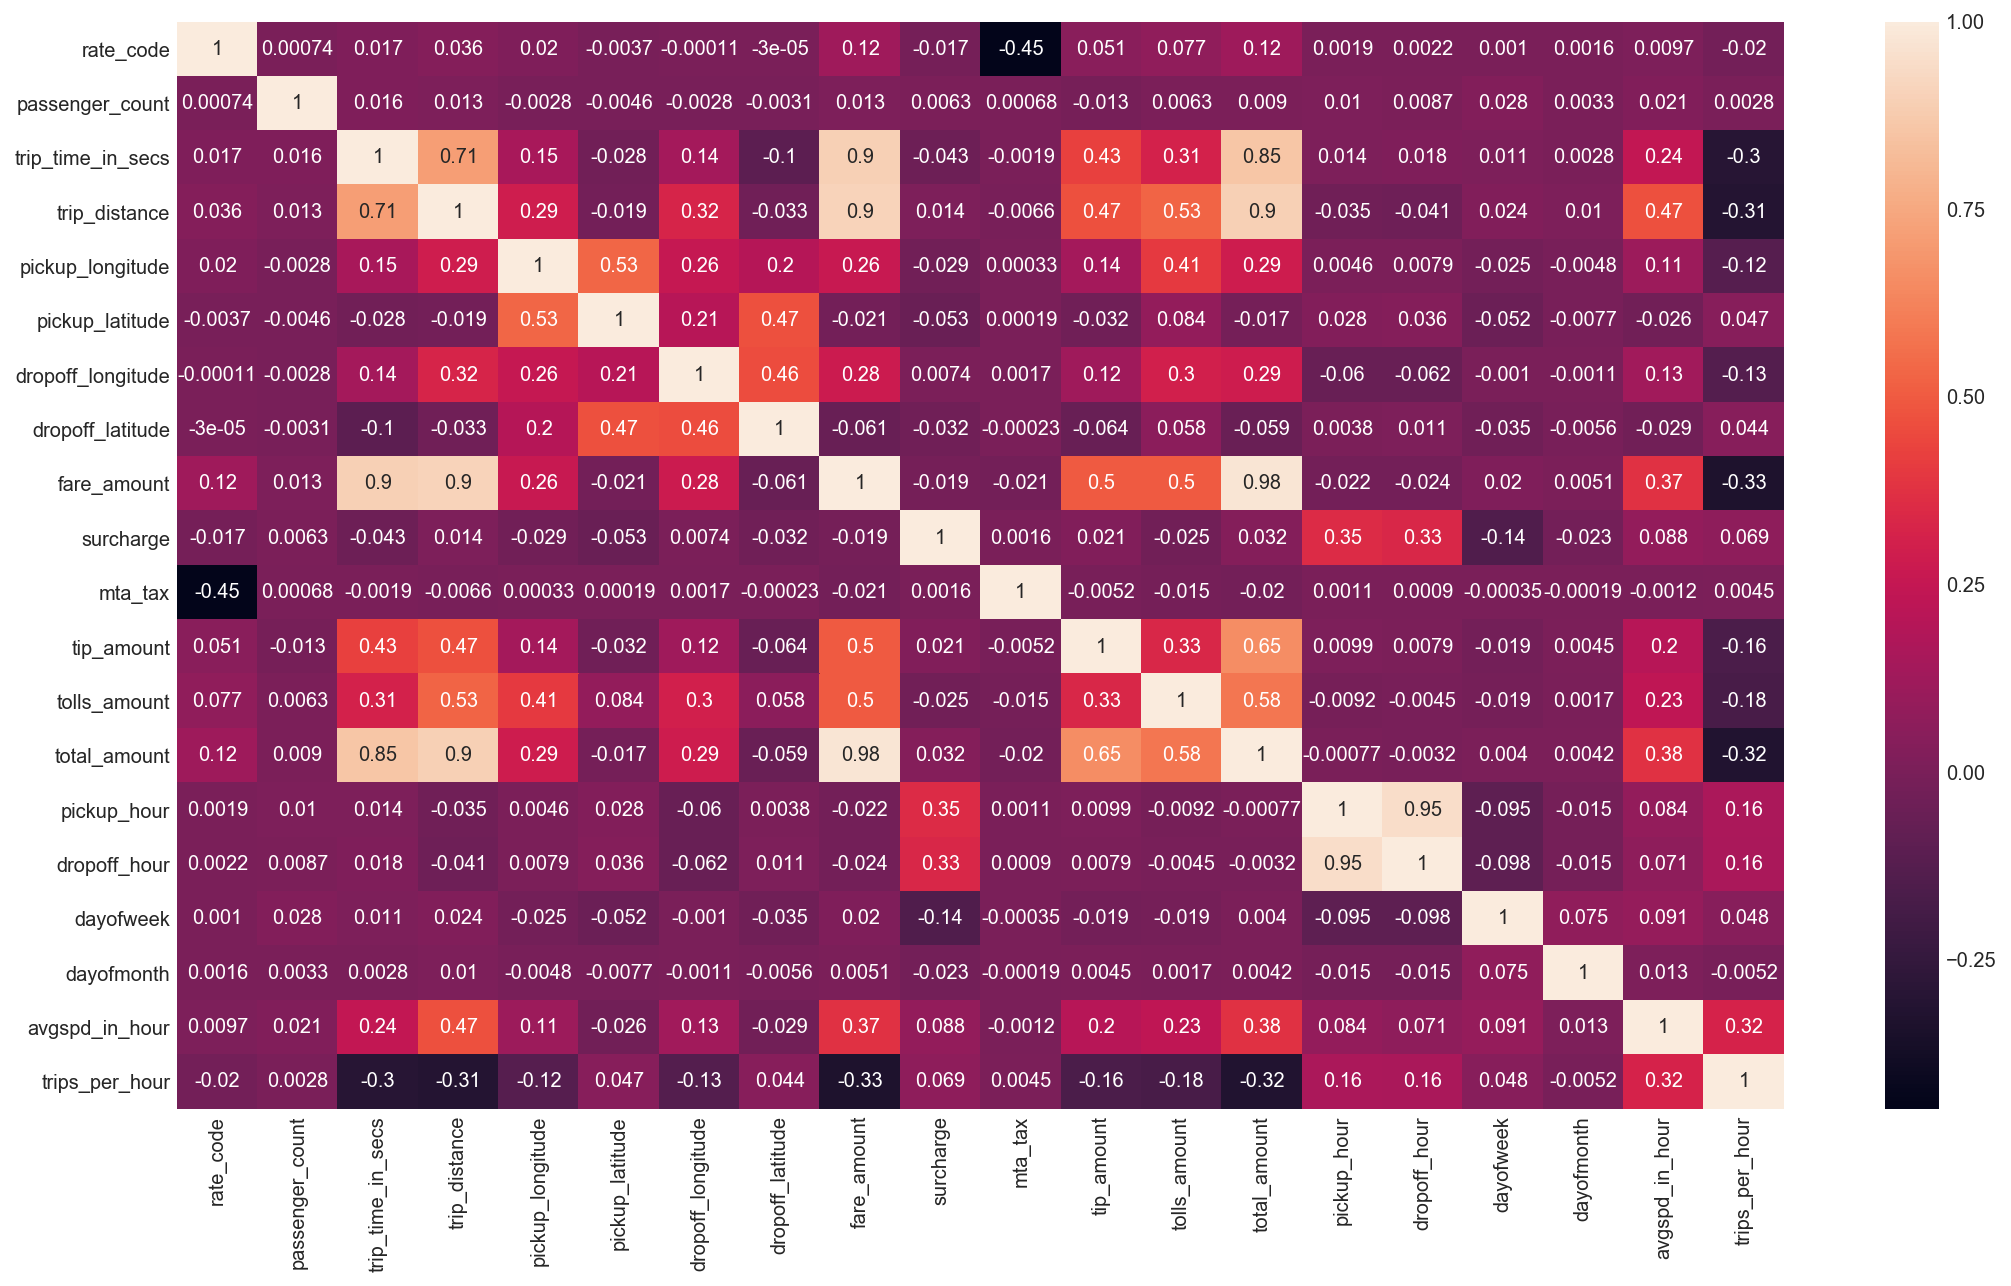 rate_code 1 0.00074 0.017 0.036 0.02 -0.0037 -0.00011 -3e-05 0.12 -0.017 -0.45 0.051 0.077 0.12 0.0019 0.0022 0.001 0.0016 0.0097 -0.02 1.00
passenger_count 0.00074 1 0.016 0.013 -0.0028 -0.0046 -0.0028 -0.0031 0.013 0.0063 0.00068 -0.013 0.0063 0.009 0.01 0.0087 0.028 0.0033 0.021 0.0028
trip_time_in_secs 0.017 0.016 1 0.71 0.15 -0.028 0.14 -0.1 0.9 -0.043 -0.0019 0.43 0.31 0.85 0.014 0.018 0.011 0.0028 0.24 -0.3
trip_distance 0.036 0.013 0.71 1 0.29 -0.019 0.32 -0.033 0.9 0.014 -0.0066 0.47 0.53 0.9 -0.035 -0.041 0.024 0.01 0.47 -0.31 0.75
pickup_longitude 0.02 -0.0028 0.15 0.29 1 0.53 0.26 0.2 0.26 -0.029 0.00033 0.14 0.41 0.29 0.0046 0.0079 -0.025 -0.0048 0.11 -0.12
pickup_latitude -0.0037 -0.0046 -0.028 -0.019 0.53 1 0.21 0.47 -0.021 -0.053 0.00019 -0.032 0.084 -0.017 0.028 0.036 -0.052 -0.0077 -0.026 0.047
dropoff_longitude -0.00011 -0.0028 0.14 0.32 0.26 0.21 1 0.46 0.28 0.0074 0.0017 0.12 0.3 0.29 -0.06 -0.062 -0.001 -0.0011 0.13 -0.13 0.50
dropoff_latitude -3e-05 -0.0031 -0.1 -0.033 0.2 0.47 0.46 1 -0.061 -0.032 -0.00023 -0.064 0.058 -0.059 0.0038 0.011 -0.035 -0.0056 -0.029 0.044
fare_amount 0.12 0.013 0.9 0.9 0.26 -0.021 0.28 -0.061 1 -0.019 -0.021 0.5 0.5 0.98 -0.022 -0.024 0.02 0.0051 0.37 -0.33
surcharge -0.017 0.0063 -0.043 0.014 -0.029 -0.053 0.0074 -0.032 -0.019 1 0.0016 0.021 -0.025 0.032 0.35 0.33 -0.14 -0.023 0.088 0.069
mta_tax -0.45 0.00068 -0.0019 -0.0066 0.00033 0.00019 0.0017 -0.00023 -0.021 0.0016 1 -0.0052 -0.015 -0.02 0.0011 0.0009 -0.00035 -0.00019 -0.0012 0.0045 0.25
tip_amount 0.051 -0.013 0.43 0.47 0.14 -0.032 0.12 -0.064 0.5 0.021 -0.0052 1 0.33 0.65 0.0099 0.0079 -0.019 0.0045 0.2 -0.16
tolls_amount 0.077 0.0063 0.31 0.53 0.41 0.084 0.3 0.058 0.5 -0.025 -0.015 0.33 1 0.58 -0.0092 -0.0045 -0.019 0.0017 0.23 -0.18
total_amount 0.12 0.009 0.85 0.9 0.29 -0.017 0.29 -0.059 0.98 0.032 -0.02 0.65 0.58 1 -0.00077 -0.0032 0.004 0.0042 0.38 -0.32 0.00
pickup_hour 0.0019 0.01 0.014 -0.035 0.0046 0.028 -0.06 0.0038 -0.022 0.35 0.0011 0.0099 -0.0092 -0.00077 1 0.95 -0.095 -0.015 0.084 0.16
dropoff_hour 0.0022 0.0087 0.018 -0.041 0.0079 0.036 -0.062 0.011 -0.024 0.33 0.0009 0.0079 -0.0045 -0.0032 0.95 1 -0.098 -0.015 0.071 0.16
dayofweek 0.001 0.028 0.011 0.024 -0.025 -0.052 -0.001 -0.035 0.02 -0.14 -0.00035 -0.019 -0.019 0.004 -0.095 -0.098 1 0.075 0.091 0.048
dayofmonth 0.0016 0.0033 0.0028 0.01 -0.0048 -0.0077 -0.0011 -0.0056 0.0051 -0.023 -0.00019 0.0045 0.0017 0.0042 -0.015 -0.015 0.075 1 0.013 -0.0052 −0.25
avgspd_in_hour 0.0097 0.021 0.24 0.47 0.11 -0.026 0.13 -0.029 0.37 0.088 -0.0012 0.2 0.23 0.38 0.084 0.071 0.091 0.013 1 0.32
trips_per_hour -0.02 0.0028 -0.3 -0.31 -0.12 0.047 -0.13 0.044 -0.33 0.069 0.0045 -0.16 -0.18 -0.32 0.16 0.16 0.048 -0.0052 0.32 1
rate_code
passenger_count
trip_time_in_secs
trip_distance
pickup_longitude
pickup_latitude
dropoff_longitude
dropoff_latitude
fare_amount
surcharge
mta_tax
tip_amount
tolls_amount
total_amount
pickup_hour
dropoff_hour
dayofweek
dayofmonth
avgspd_in_hour
trips_per_hour